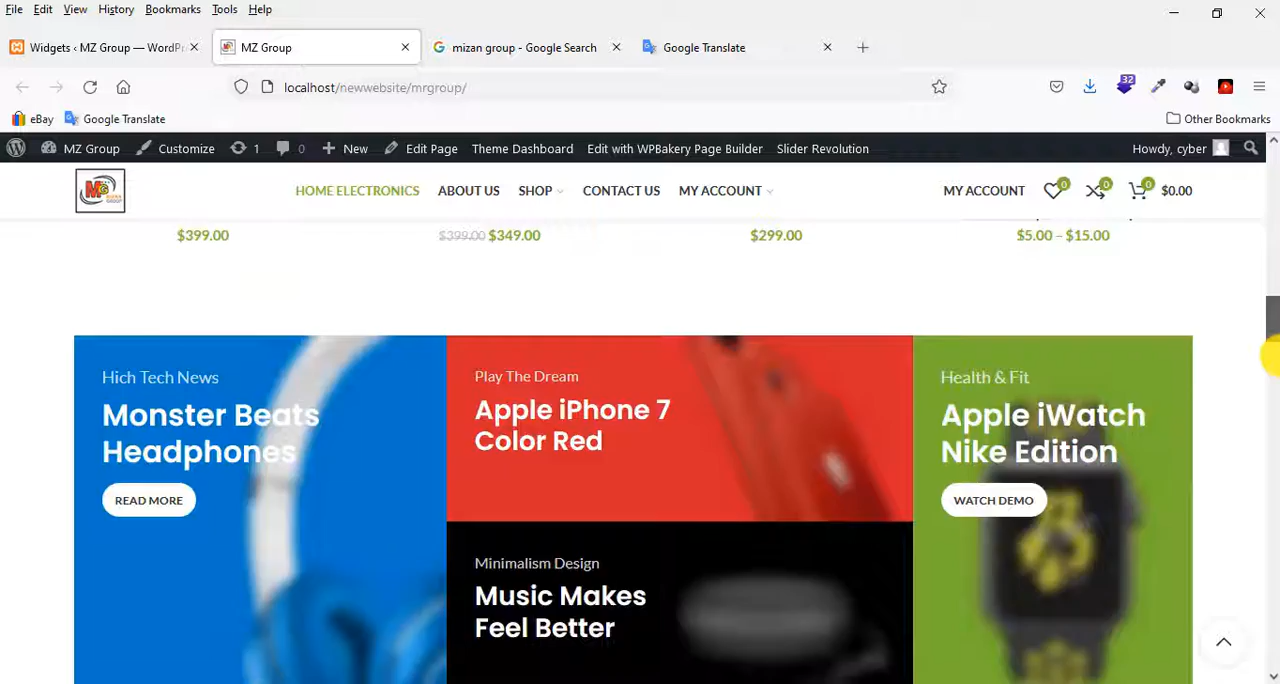 File Edit View History Bookmarks Tools Help
Widgets ‹ MZ Group — WordPr
MZ Group
mizan group - Google Search
Google Translate
localhost/newwebsite/mrgroup/
32
eBay
Google Translate
Other Bookmarks
MZ Group Customize 1 0 New Edit Page Theme Dashboard Edit with WPBakery Page Builder Slider Revolution Howdy, cyber
MG
HOME ELECTRONICS ABOUT US SHOP CONTACT US MY ACCOUNT MY ACCOUNT 0 0 0 $0.00
$399.00 $399.00 $349.00 $299.00 $5.00 – $15.00
Hich Tech News
Monster Beats
Headphones
READ MORE
Play The Dream
Apple iPhone 7
Color Red
Minimalism Design
Music Makes
Feel Better
Health & Fit
Apple iWatch
Nike Edition
WATCH DEMO